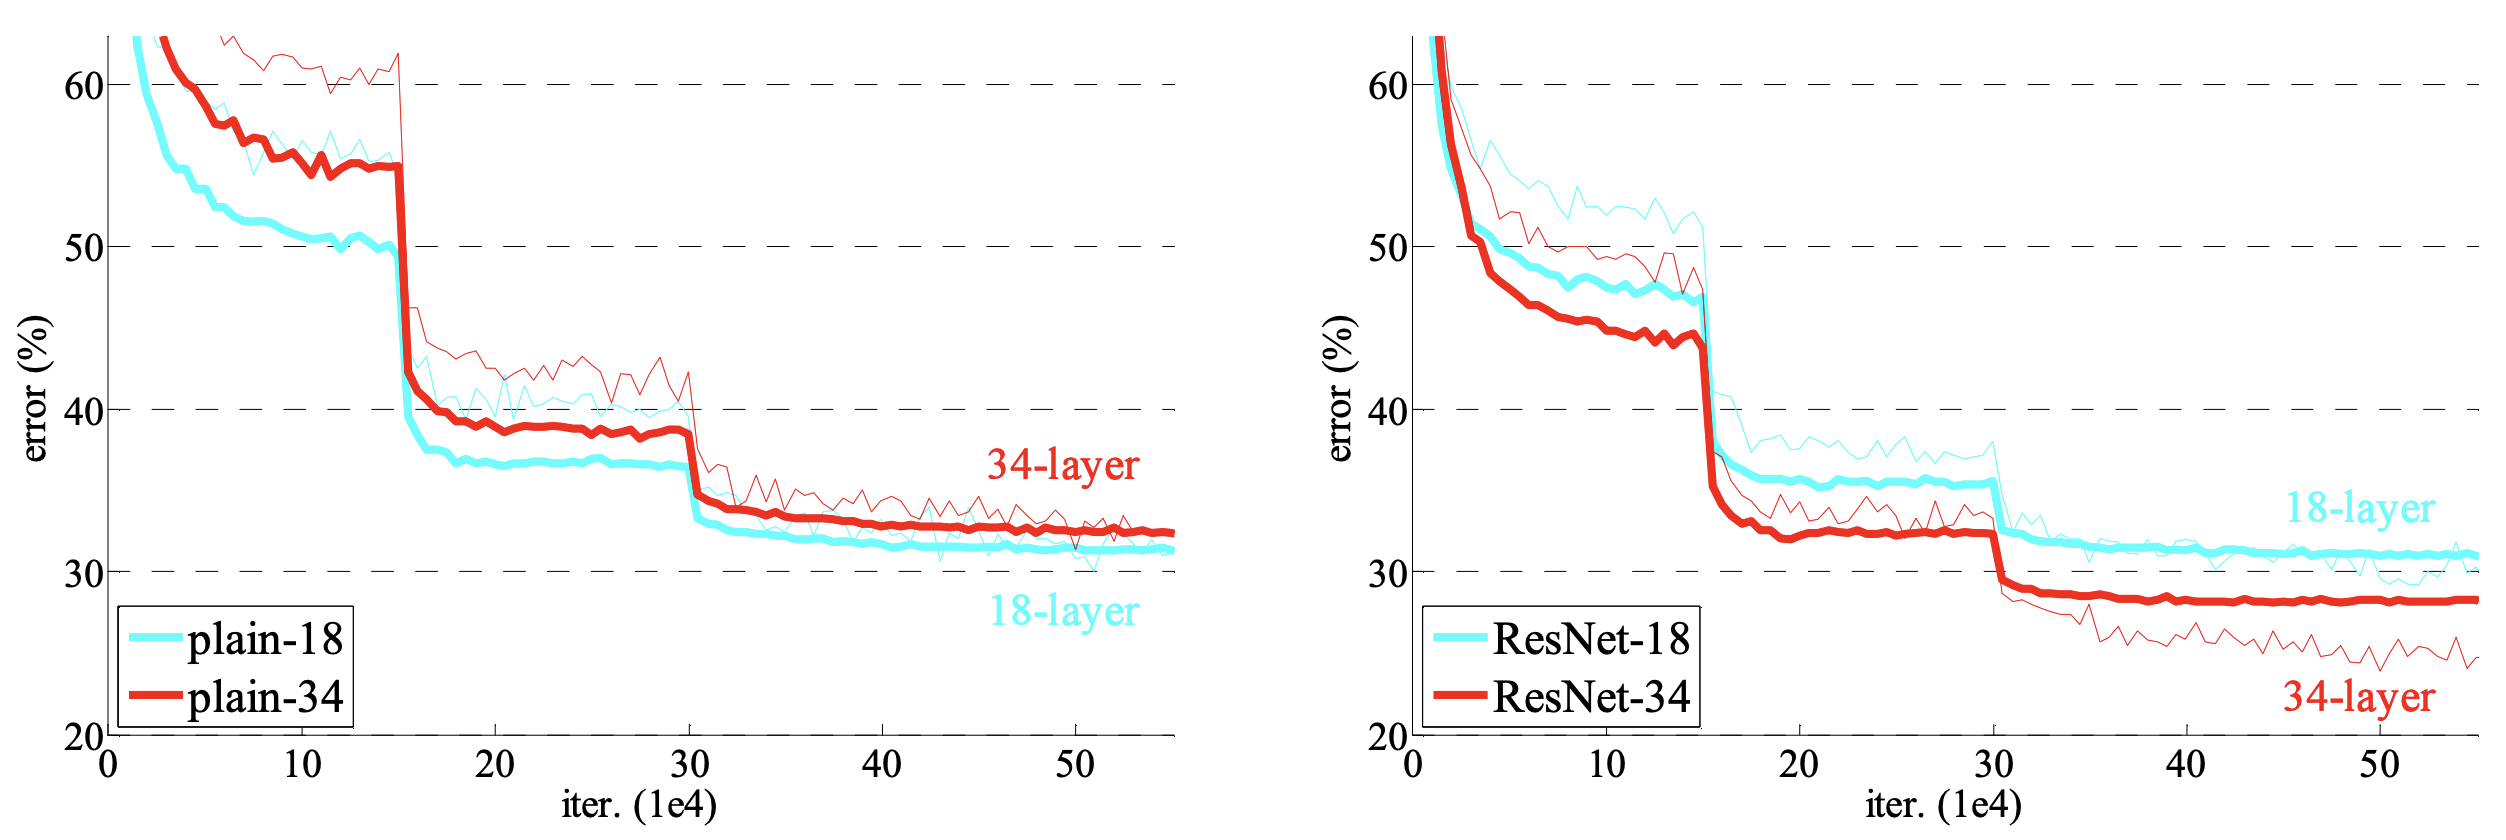 60
50
40
30
20
error (%)
34-layer
18-layer
plain-18
plain-34
0 10 20 30 40 50
iter. (1e4)
60
50
40
30
20
error (%)
18-layer
34-layer
ResNet-18
ResNet-34
0 10 20 30 40 50
iter. (1e4)